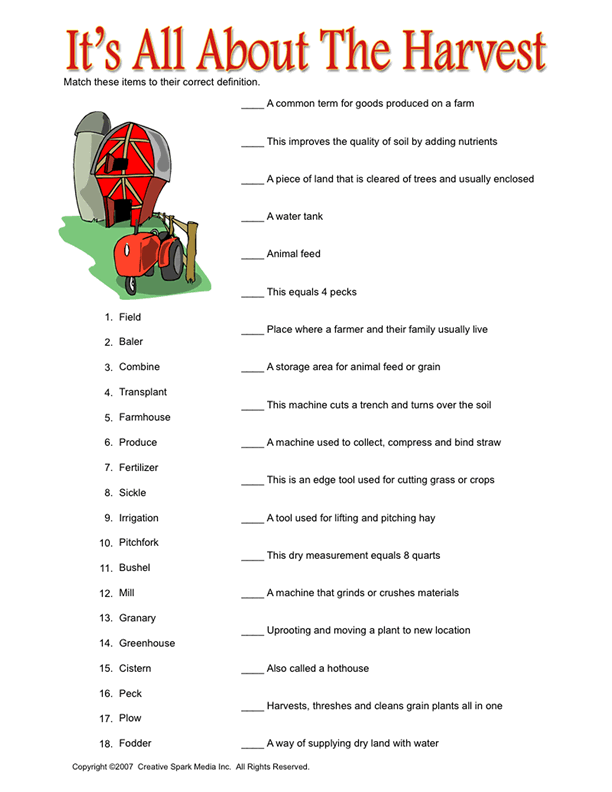 It's All About The Harvest
Match these items to their correct definition.
____ A common term for goods produced on a farm
____ This improves the quality of soil by adding nutrients
____ A piece of land that is cleared of trees and usually enclosed
____ A water tank
____ Animal feed
____ This equals 4 pecks
____ Place where a farmer and their family usually live
____ A storage area for animal feed or grain
____ This machine cuts a trench and turns over the soil
____ A machine used to collect, compress and bind straw
____ This is an edge tool used for cutting grass or crops
____ A tool used for lifting and pitching hay
____ This dry measurement equals 8 quarts
____ A machine that grinds or crushes materials
____ Uprooting and moving a plant to new location
____ Also called a hothouse
____ Harvests, threshes and cleans grain plants all in one
____ A way of supplying dry land with water
1. Field
2. Baler
3. Combine
4. Transplant
5. Farmhouse
6. Produce
7. Fertilizer
8. Sickle
9. Irrigation
10. Pitchfork
11. Bushel
12. Mill
13. Granary
14. Greenhouse
15. Cistern
16. Peck
17. Plow
18. Fodder
Copyright ©2007 Creative Spark Media Inc. All Rights Reserved.